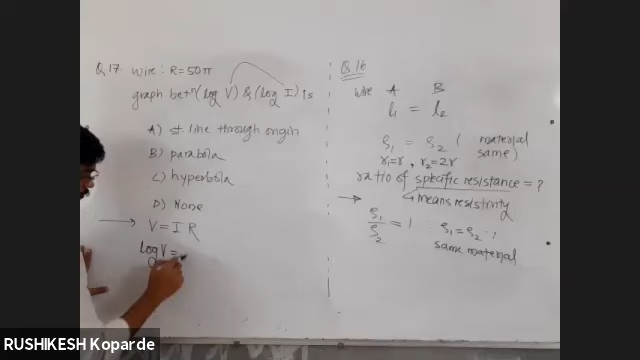 Q.17. Wire: R = 50π
graph betⁿ (log V) & (log I) is
A) st. line through origin
B) parabola
C) hyperbola
D) None
→ V = I R
log V =
Q.16
Wire A B
l₁ = l₂
ρ₁ = ρ₂ (material same)
r₁=r, r₂=2r
ratio of specific resistance = ?
↳ Means resistivity
→ ρ₁/ρ₂ = 1 ∵ ρ₁=ρ₂ ∵
same material
RUSHIKESH Koparde